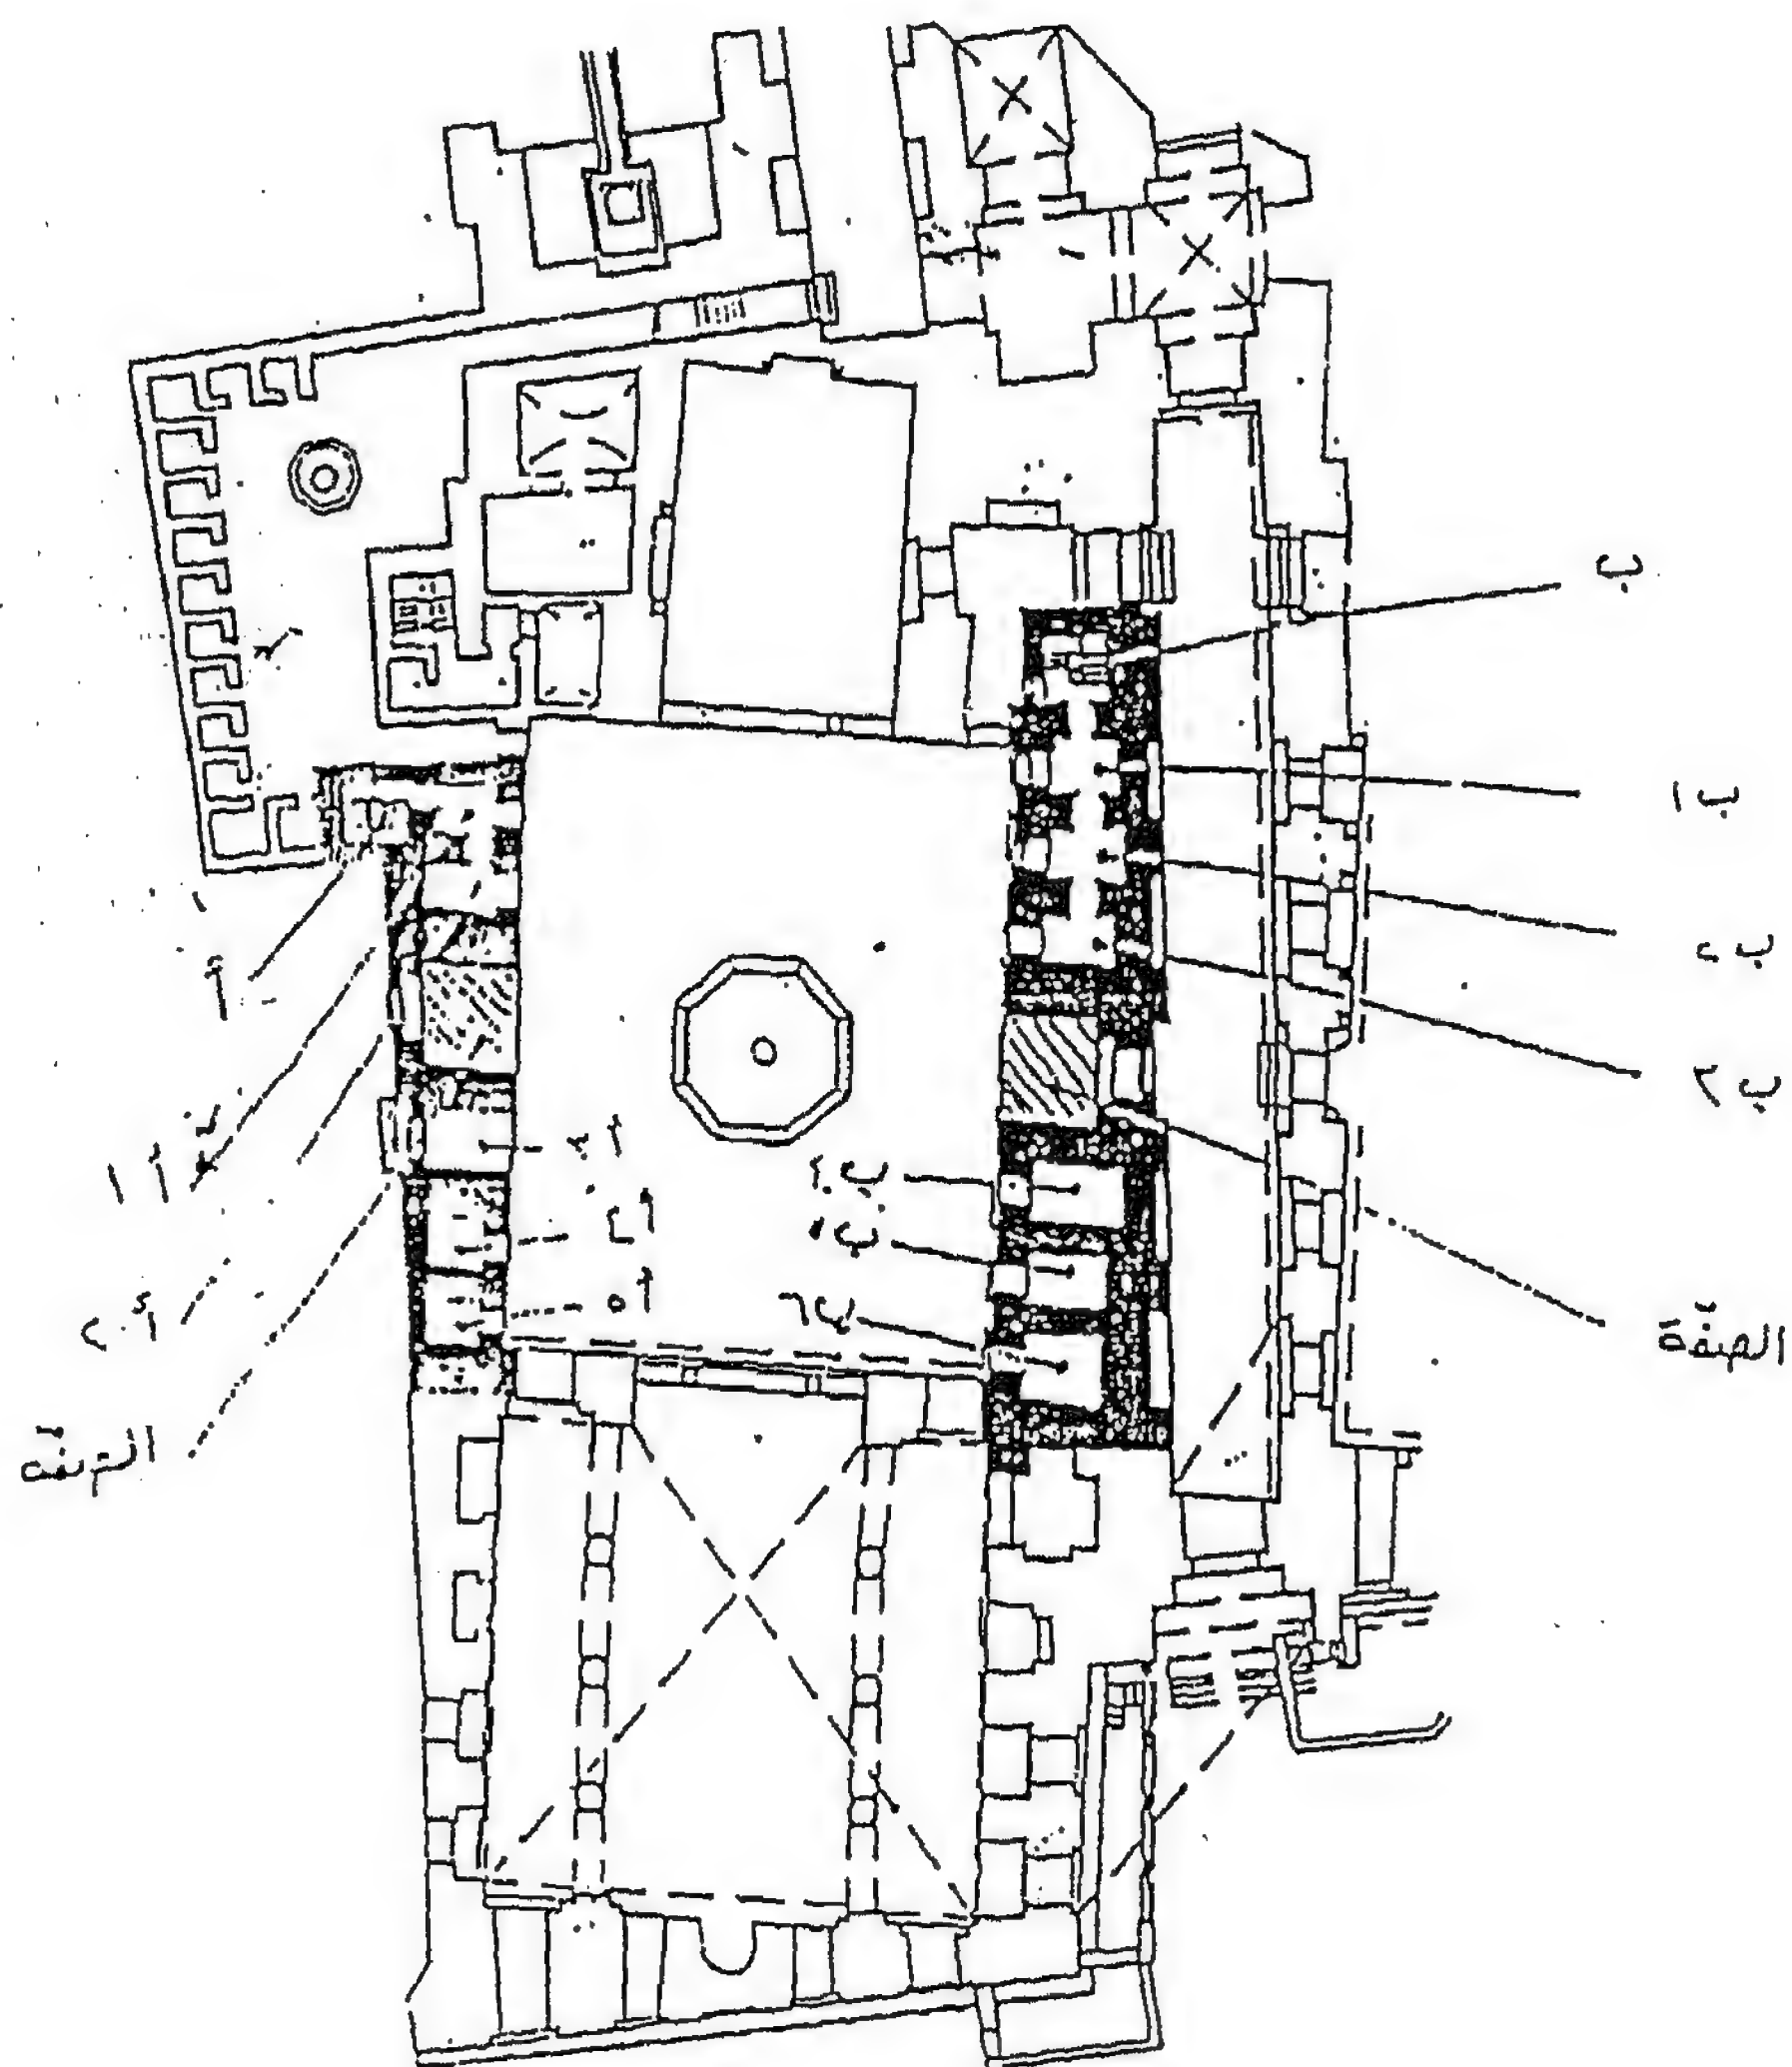 ب
ب ١
ب ٢
ب ٣
الصفة
ب ٤
ب ٥
ب ٦
أ
أ ١
أ ٢
أ ٣
أ ٤
أ ٥
الصفة